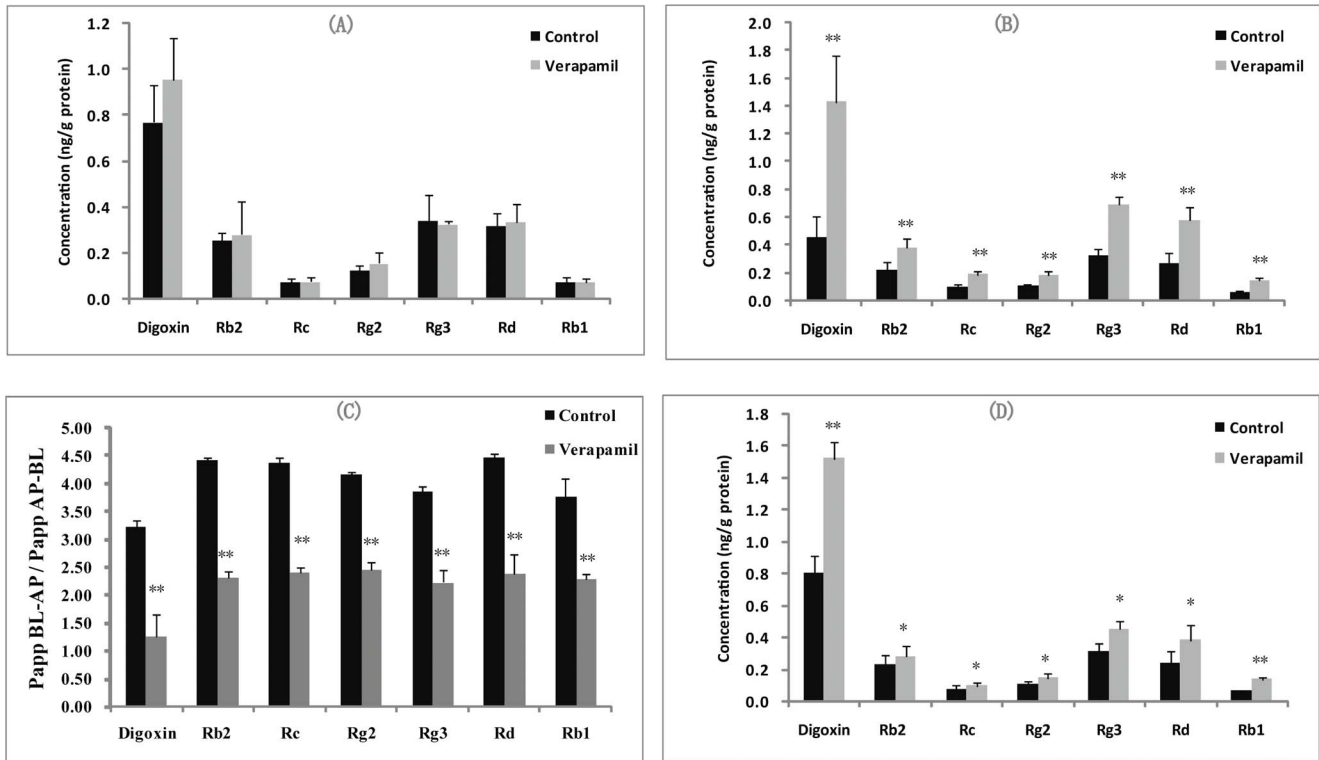 (A)
Control
Verapamil
Concentration (ng/g protein)
1.2
1.0
0.8
0.6
0.4
0.2
0.0
Digoxin Rb2 Rc Rg2 Rg3 Rd Rb1
(B)
Control
Verapamil
Concentration (ng/g protein)
2.0
1.8
1.6
1.4
1.2
1.0
0.8
0.6
0.4
0.2
0.0
** ** ** ** ** ** **
Digoxin Rb2 Rc Rg2 Rg3 Rd Rb1
(C)
Control
Verapamil
Papp BL-AP / Papp AP-BL
5.00
4.50
4.00
3.50
3.00
2.50
2.00
1.50
1.00
0.50
0.00
** ** ** ** ** ** **
Digoxin Rb2 Rc Rg2 Rg3 Rd Rb1
(D)
Control
Verapamil
Concentration (ng/g protein)
1.8
1.6
1.4
1.2
1.0
0.8
0.6
0.4
0.2
0.0
** * * * * * **
Digoxin Rb2 Rc Rg2 Rg3 Rd Rb1